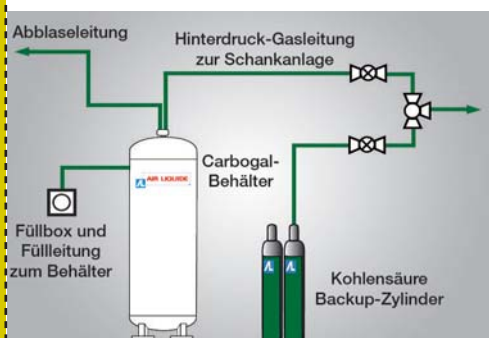 Abblaseleitung
Hinterdruck-Gasleitung
zur Schankanlage
Carbogal-
Behälter
AIR LIQUIDE
Füllbox und
Füllleitung
zum Behälter
Kohlensäure
Backup-Zylinder